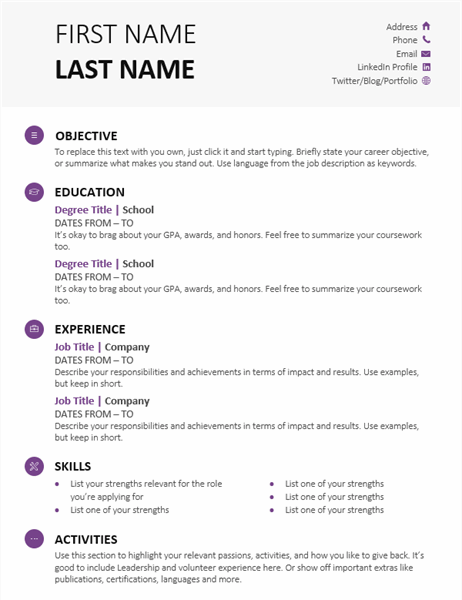 FIRST NAME
LAST NAME
Address
Phone
Email
LinkedIn Profile
Twitter/Blog/Portfolio
OBJECTIVE
To replace this text with you own, just click it and start typing. Briefly state your career objective,
or summarize what makes you stand out. Use language from the job description as keywords.
EDUCATION
Degree Title | School
DATES FROM – TO
It's okay to brag about your GPA, awards, and honors. Feel free to summarize your coursework
too.
Degree Title | School
DATES FROM – TO
It's okay to brag about your GPA, awards, and honors. Feel free to summarize your coursework
too.
EXPERIENCE
Job Title | Company
DATES FROM – TO
Describe your responsibilities and achievements in terms of impact and results. Use examples,
but keep in short.
Job Title | Company
DATES FROM – TO
Describe your responsibilities and achievements in terms of impact and results. Use examples,
but keep in short.
SKILLS
• List your strengths relevant for the role
you're applying for
• List one of your strengths
• List one of your strengths
• List one of your strengths
• List one of your strengths
ACTIVITIES
Use this section to highlight your relevant passions, activities, and how you like to give back. It's
good to include Leadership and volunteer experience here. Or show off important extras like
publications, certifications, languages and more.